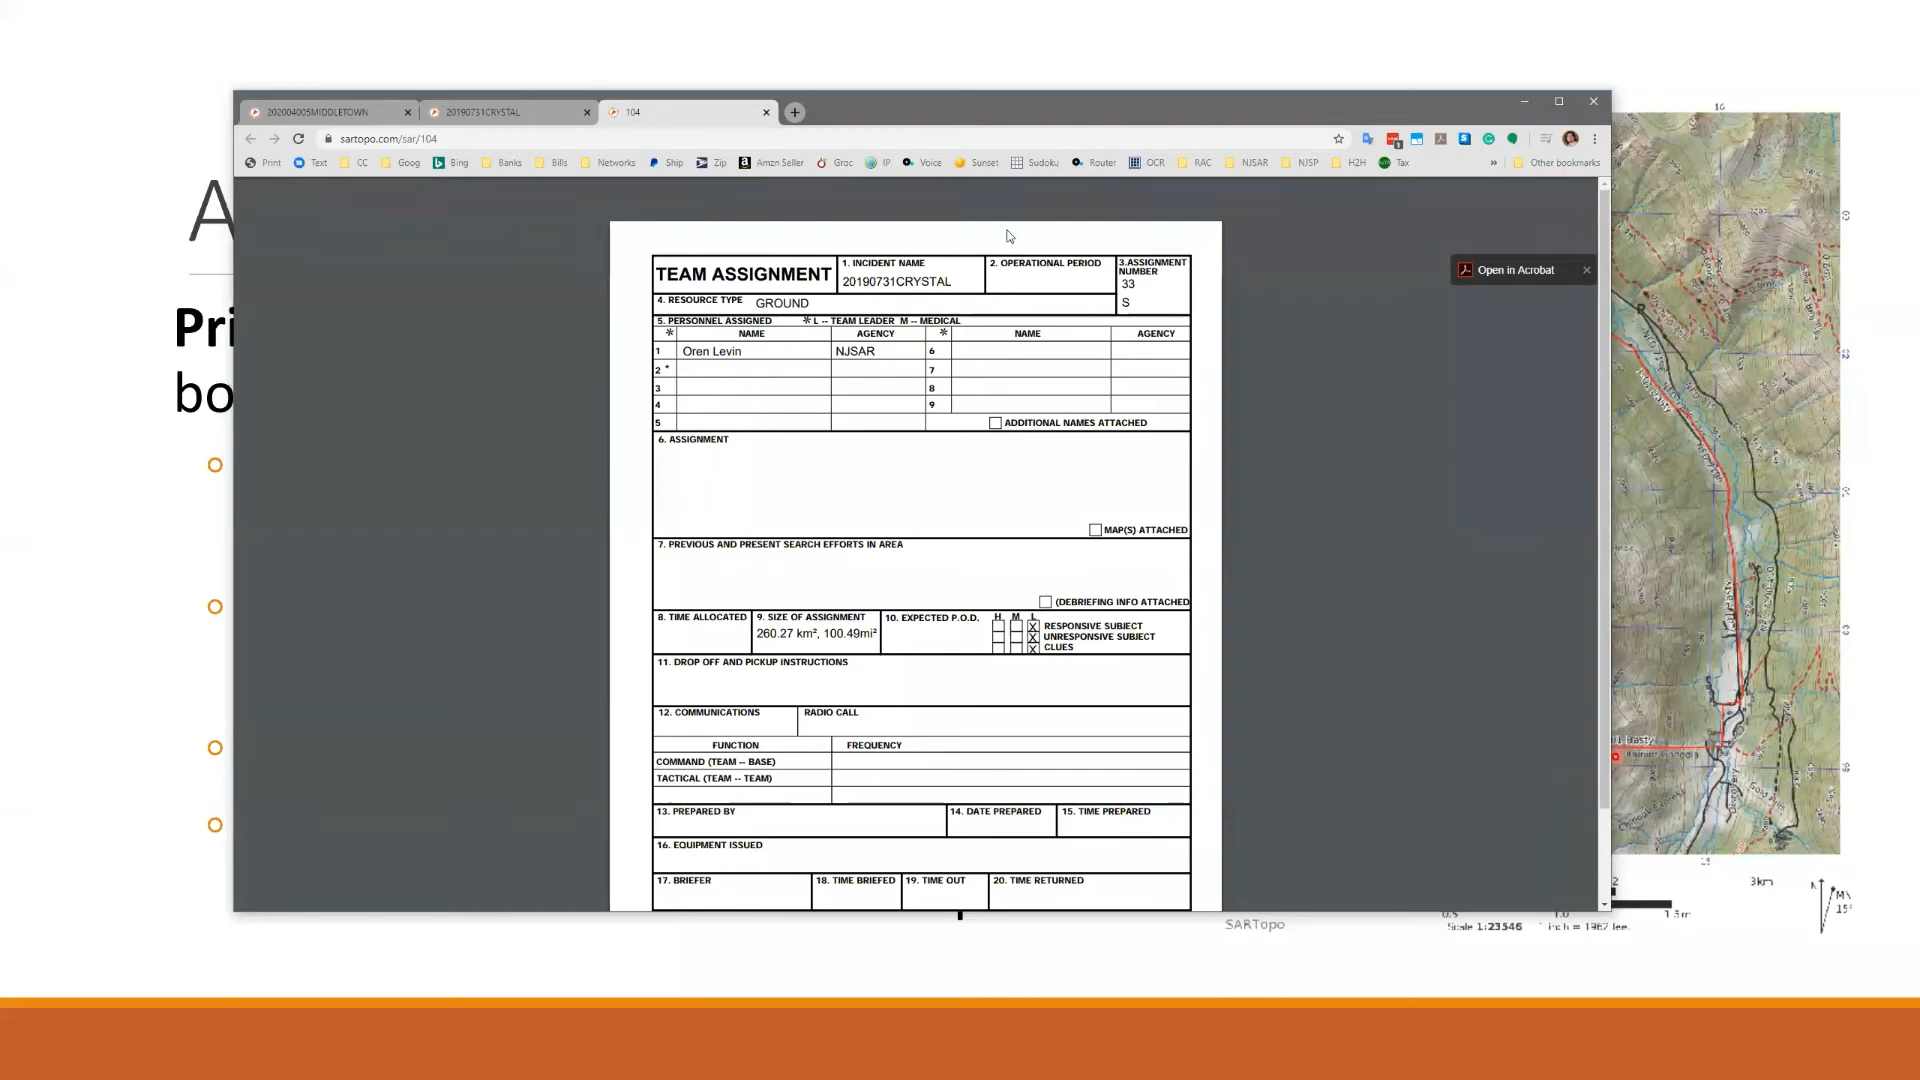 A
Pri
bo
202004005MIDDLETOWN
20190731CRYSTAL
104
sartopo.com/sar/104
Print Text CC Goog Bing Banks Bills Networks Ship Zip Amzn Seller Groc IP Voice Sunset Sudoku Router OCR RAC NJSAR NJSP H2H Tax » Other bookmarks
Open in Acrobat
TEAM ASSIGNMENT
1. INCIDENT NAME
20190731CRYSTAL
2. OPERATIONAL PERIOD
3.ASSIGNMENT
NUMBER
33
S
4. RESOURCE TYPE GROUND
5. PERSONNEL ASSIGNED * L -- TEAM LEADER M -- MEDICAL
* NAME AGENCY * NAME AGENCY
1 Oren Levin NJSAR 6
2 * 7
3 8
4 9
5 ADDITIONAL NAMES ATTACHED
6. ASSIGNMENT
MAP(S) ATTACHED
7. PREVIOUS AND PRESENT SEARCH EFFORTS IN AREA
(DEBRIEFING INFO ATTACHED
8. TIME ALLOCATED
9. SIZE OF ASSIGNMENT
260.27 km², 100.49mi²
10. EXPECTED P.O.D.
H M L
X RESPONSIVE SUBJECT
X UNRESPONSIVE SUBJECT
X CLUES
11. DROP OFF AND PICKUP INSTRUCTIONS
12. COMMUNICATIONS RADIO CALL
FUNCTION FREQUENCY
COMMAND (TEAM -- BASE)
TACTICAL (TEAM -- TEAM)
13. PREPARED BY 14. DATE PREPARED 15. TIME PREPARED
16. EQUIPMENT ISSUED
17. BRIEFER 18. TIME BRIEFED 19. TIME OUT 20. TIME RETURNED
16
3km
N
SARTopo
1.0
Scale 1:23546